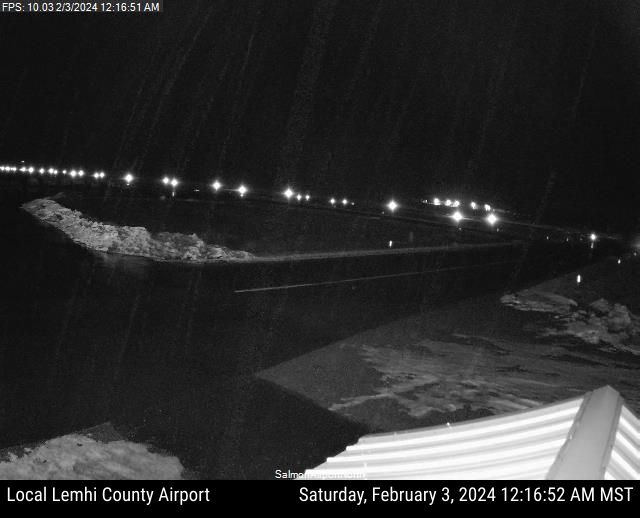 FPS: 10.03 2/3/2024 12:16:51 AM
SalmonAirportNorth
Local Lemhi County Airport Saturday, February 3, 2024 12:16:52 AM MST